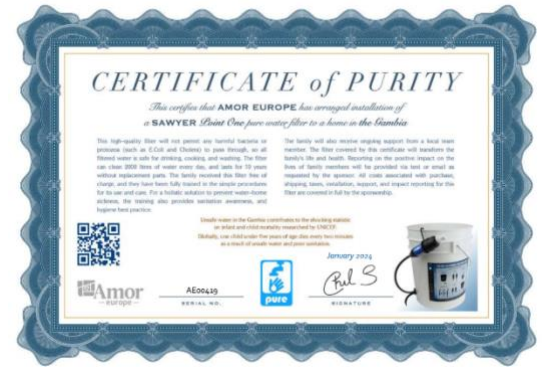 CERTIFICATE of PURITY
This certifies that AMOR EUROPE has arranged installation of
a SAWYER Point One pure water filter to a home in the Gambia
This high-quality filter will not permit any harmful bacteria or
protozoa (such as E.Coli and Cholera) to pass through, so all
filtered water is safe for drinking, cooking, and washing. The filter
can clean 2000 litres of water every day, and lasts for 10 years
without replacement parts. The family received this filter free of
charge, and they have been fully trained in the simple procedures
for its use and care. For a holistic solution to prevent water-borne
sickness, the training also provides sanitation awareness, and
hygiene best practice.
The family will also receive ongoing support from a local team
member. The filter covered by this certificate will transform the
family's life and health. Reporting on the positive impact on the
lives of family members will be provided via text or email as
requested by the sponsor. All costs associated with purchase,
shipping, taxes, installation, support, and impact reporting for this
filter are covered in full by the sponsorship.
Unsafe water in the Gambia contributes to the shocking statistic
on infant and child mortality researched by UNICEF.
Globally, one child under five years of age dies every two minutes
as a result of unsafe water and poor sanitation.
January 2024
Amor
europe
AE00429
SERIAL NO.
pure
SIGNATURE